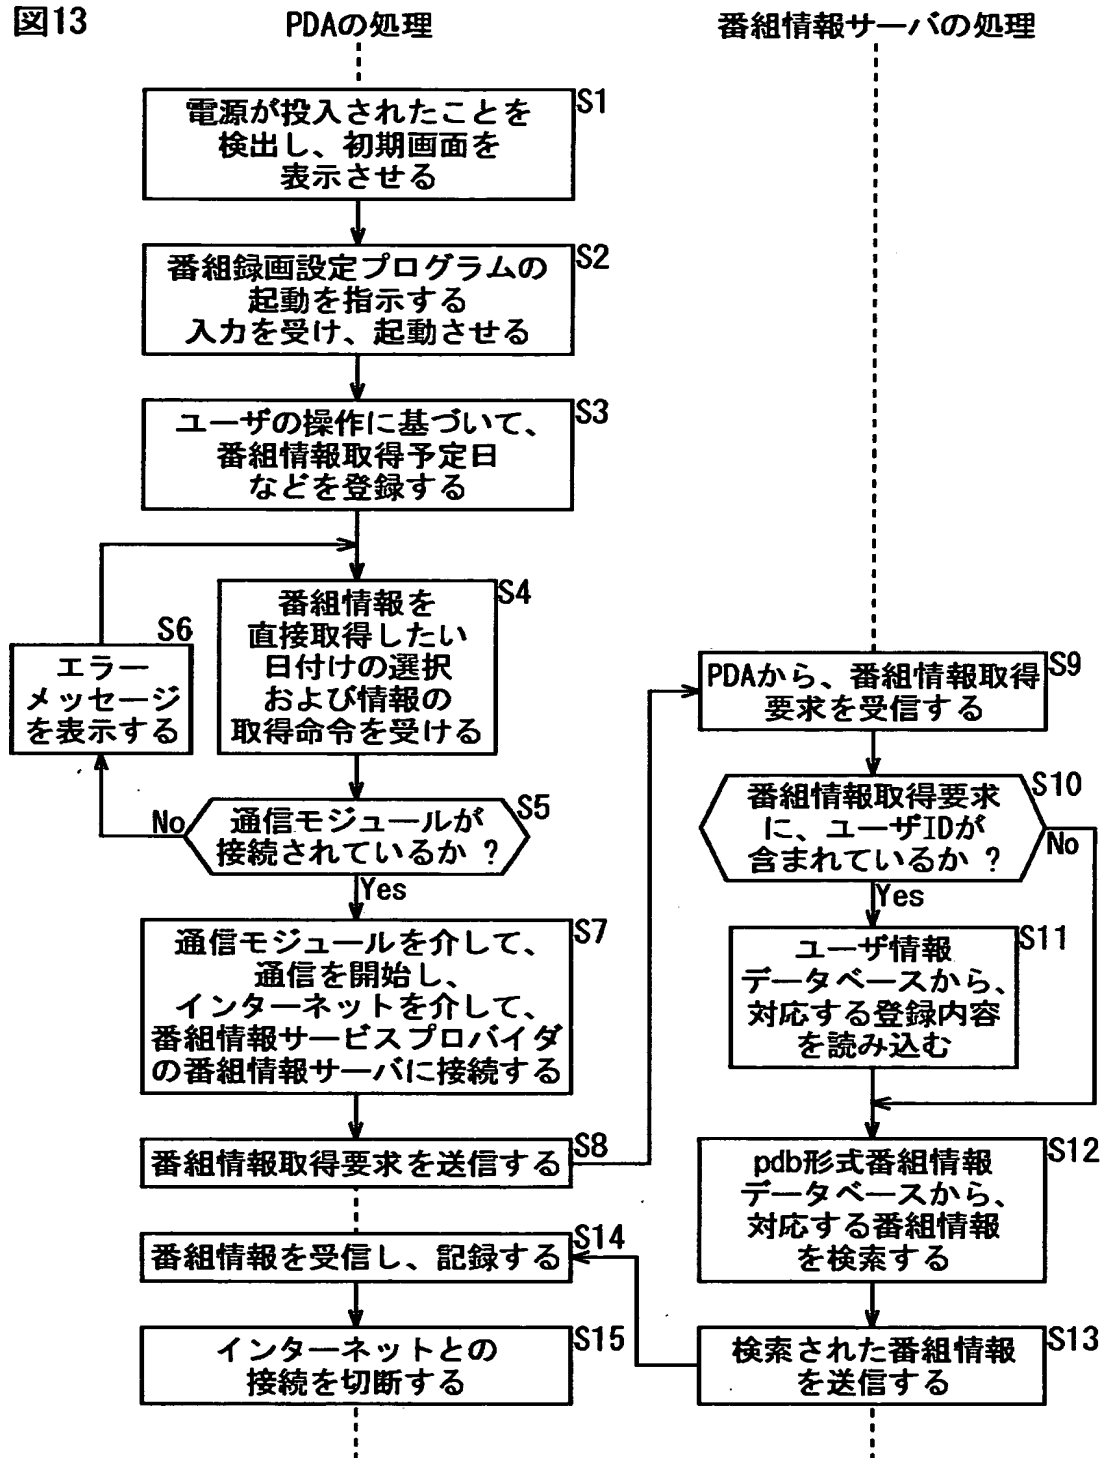 図13
PDAの処理
番組情報サーバの処理
S1
電源が投入されたことを
検出し、初期画面を
表示させる
S2
番組録画設定プログラムの
起動を指示する
入力を受け、起動させる
S3
ユーザの操作に基づいて、
番組情報取得予定日
などを登録する
S4
番組情報を
直接取得したい
日付けの選択
および情報の
取得命令を受ける
S6
エラー
メッセージ
を表示する
S5
通信モジュールが
接続されているか ?
No
Yes
S7
通信モジュールを介して、
通信を開始し、
インターネットを介して、
番組情報サービスプロバイダ
の番組情報サーバに接続する
S8
番組情報取得要求を送信する
S9
PDAから、番組情報取得
要求を受信する
S10
番組情報取得要求
に、ユーザIDが
含まれているか ?
No
Yes
S11
ユーザ情報
データベースから、
対応する登録内容
を読み込む
S12
pdb形式番組情報
データベースから、
対応する番組情報
を検索する
S13
検索された番組情報
を送信する
S14
番組情報を受信し、記録する
S15
インターネットとの
接続を切断する